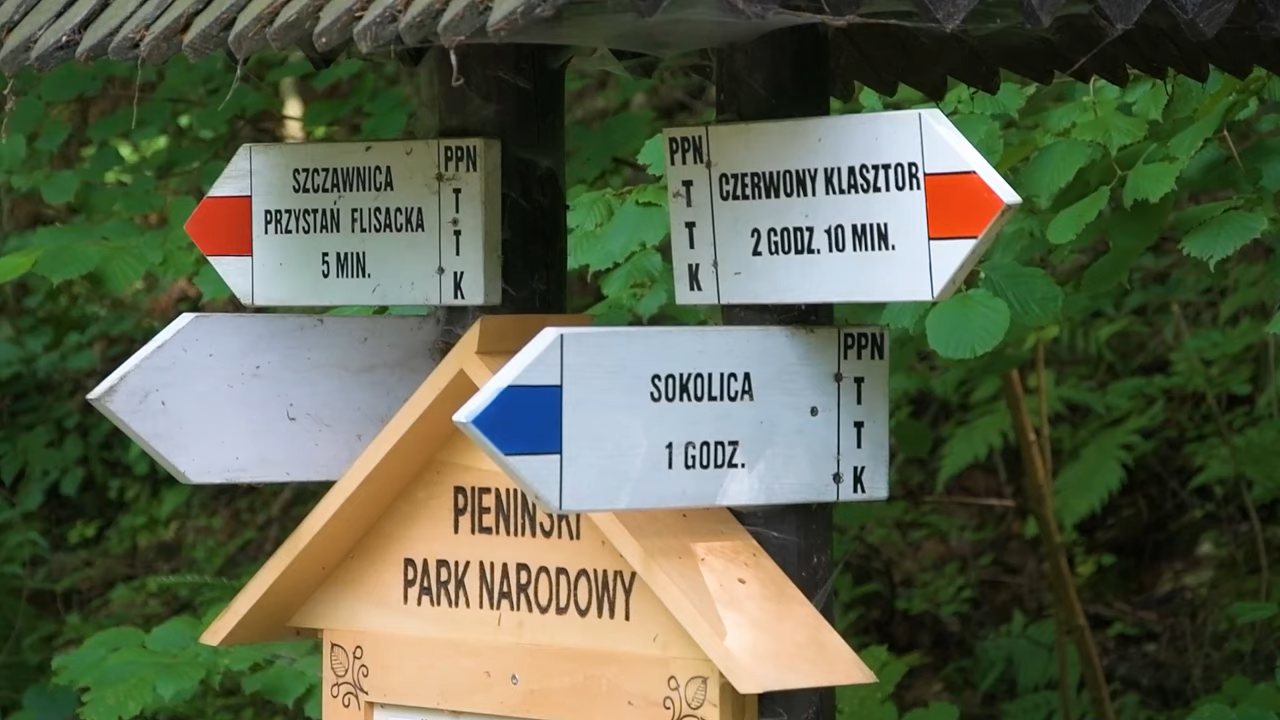 SZCZAWNICA
PRZYSTAŃ FLISACKA
5 MIN.
PPN
T
T
K
PPN
T
T
K
CZERWONY KLASZTOR
2 GODZ. 10 MIN.
SOKOLICA
1 GODZ.
PPN
T
T
K
PIENIŃSKI
PARK NARODOWY